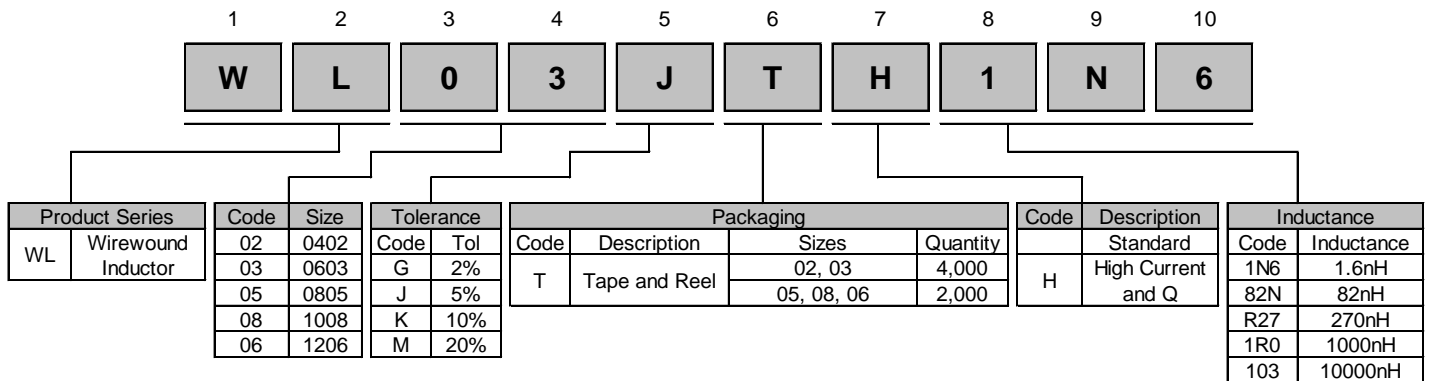 1 2 3 4 5 6 7 8 9 10
W L 0 3 J T H 1 N 6
Product Series
WL Wirewound Inductor
Code Size
02 0402
03 0603
05 0805
08 1008
06 1206
Tolerance
Code Tol
G 2%
J 5%
K 10%
M 20%
Packaging
Code Description Sizes Quantity
T Tape and Reel 02, 03 4,000
05, 08, 06 2,000
Code Description
Standard
H High Current and Q
Inductance
Code Inductance
1N6 1.6nH
82N 82nH
R27 270nH
1R0 1000nH
103 10000nH